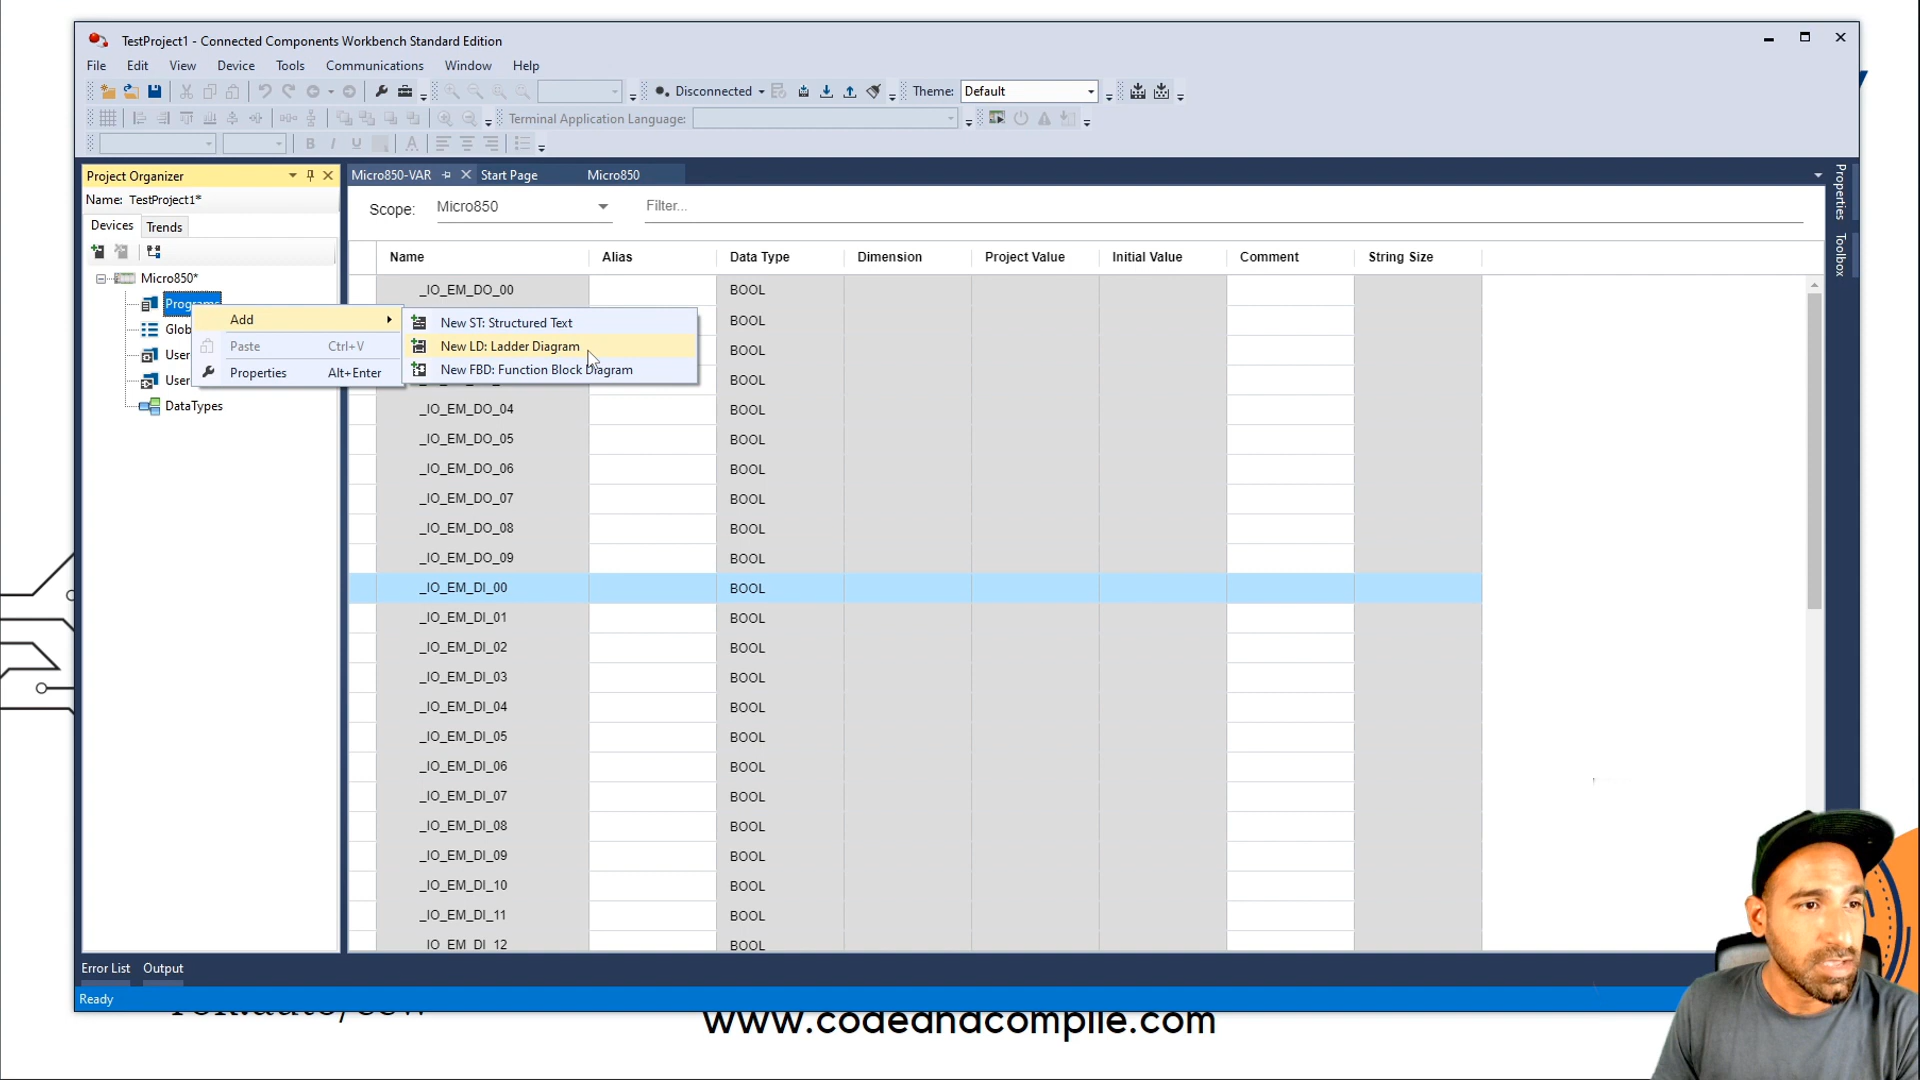 TestProject1 - Connected Components Workbench Standard Edition
File Edit View Device Tools Communications Window Help
Disconnected Theme: Default
Terminal Application Language:
B I U A
Project Organizer
Name: TestProject1*
Devices Trends
Micro850*
Programs
Glob
User
User
DataTypes
Add
Paste Ctrl+V
Properties Alt+Enter
New ST: Structured Text
New LD: Ladder Diagram
New FBD: Function Block Diagram
Micro850-VAR Start Page Micro850
Scope: Micro850 Filter...
Name Alias Data Type Dimension Project Value Initial Value Comment String Size
_IO_EM_DO_00 BOOL
BOOL
BOOL
BOOL
_IO_EM_DO_04 BOOL
_IO_EM_DO_05 BOOL
_IO_EM_DO_06 BOOL
_IO_EM_DO_07 BOOL
_IO_EM_DO_08 BOOL
_IO_EM_DO_09 BOOL
_IO_EM_DI_00 BOOL
_IO_EM_DI_01 BOOL
_IO_EM_DI_02 BOOL
_IO_EM_DI_03 BOOL
_IO_EM_DI_04 BOOL
_IO_EM_DI_05 BOOL
_IO_EM_DI_06 BOOL
_IO_EM_DI_07 BOOL
_IO_EM_DI_08 BOOL
_IO_EM_DI_09 BOOL
_IO_EM_DI_10 BOOL
_IO_EM_DI_11 BOOL
_IO_EM_DI_12 BOOL
Properties
Toolbox
Error List Output
Ready
www.codeandcompile.com